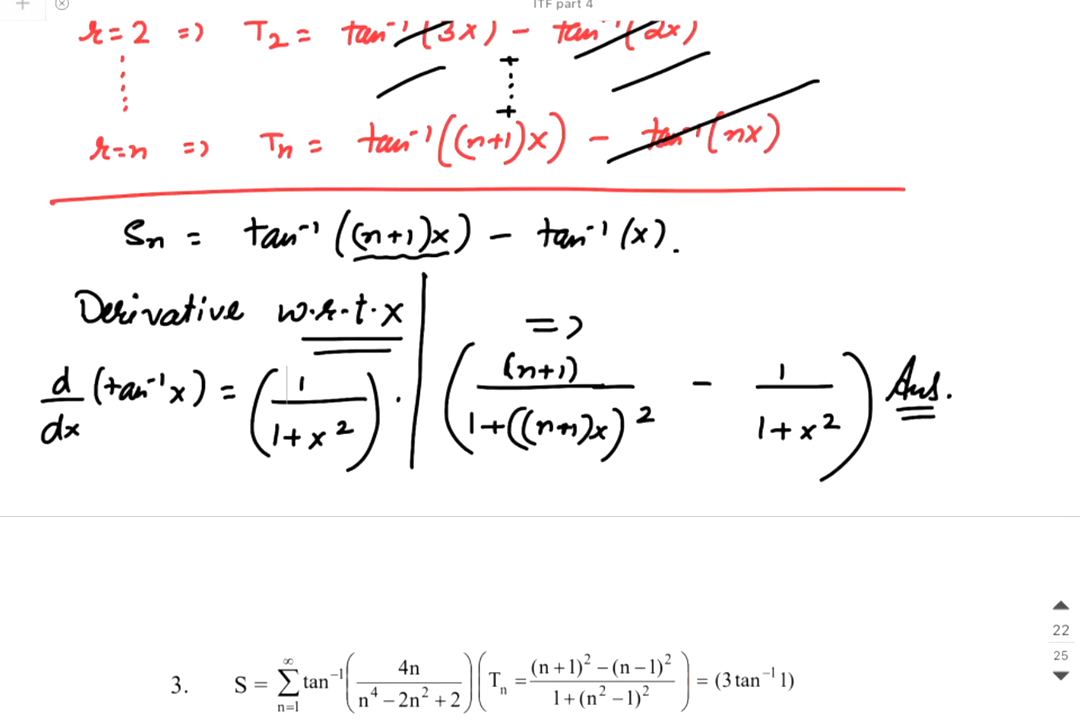 ITF part 4
r=2 => T₂ = tan⁻¹(3x) - tan⁻¹(2x)
r=n => Tₙ = tan⁻¹((n+1)x) - tan⁻¹(nx)
Sₙ = tan⁻¹((n+1)x) - tan⁻¹(x).
Derivative w.r.t.x | =>
d/dx (tan⁻¹x) = (1/(1+x²)). | ((n+1)/(1+((n+1)x)²) - 1/(1+x²)) Ans.
22
25
3. S = ∑_{n=1}^{∞} tan⁻¹(4n/(n⁴-2n²+2)) (Tₙ = ((n+1)²-(n-1)²)/(1+(n²-1)²)) = (3 tan⁻¹ 1)